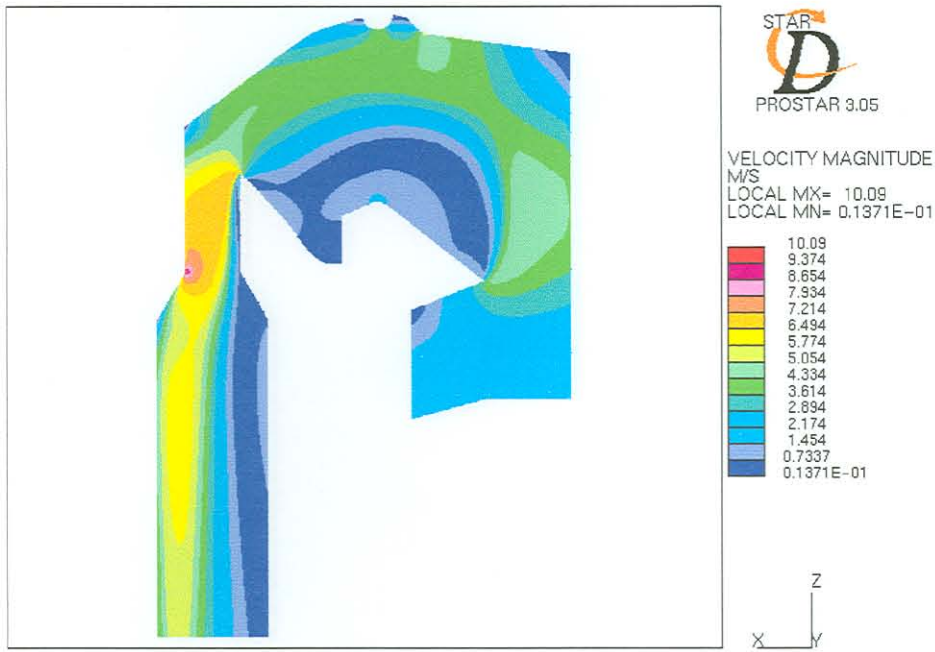 STAR
CD
PROSTAR 3.05
VELOCITY MAGNITUDE
M/S
LOCAL MX= 10.09
LOCAL MN= 0.1371E-01
10.09
9.374
8.654
7.934
7.214
6.494
5.774
5.054
4.334
3.614
2.894
2.174
1.454
0.7337
0.1371E-01
Z
X
Y